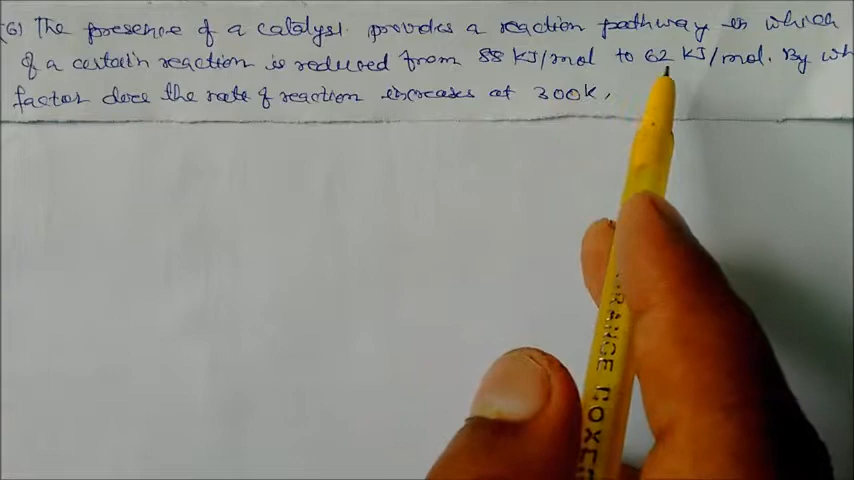 (6) The presence of a catalyst provides a reaction pathway in which
of a certain reaction is reduced from 88 KJ/mol to 62 KJ/mol. By wh
factor does the rate of reaction increases at 300K,
ORANGE